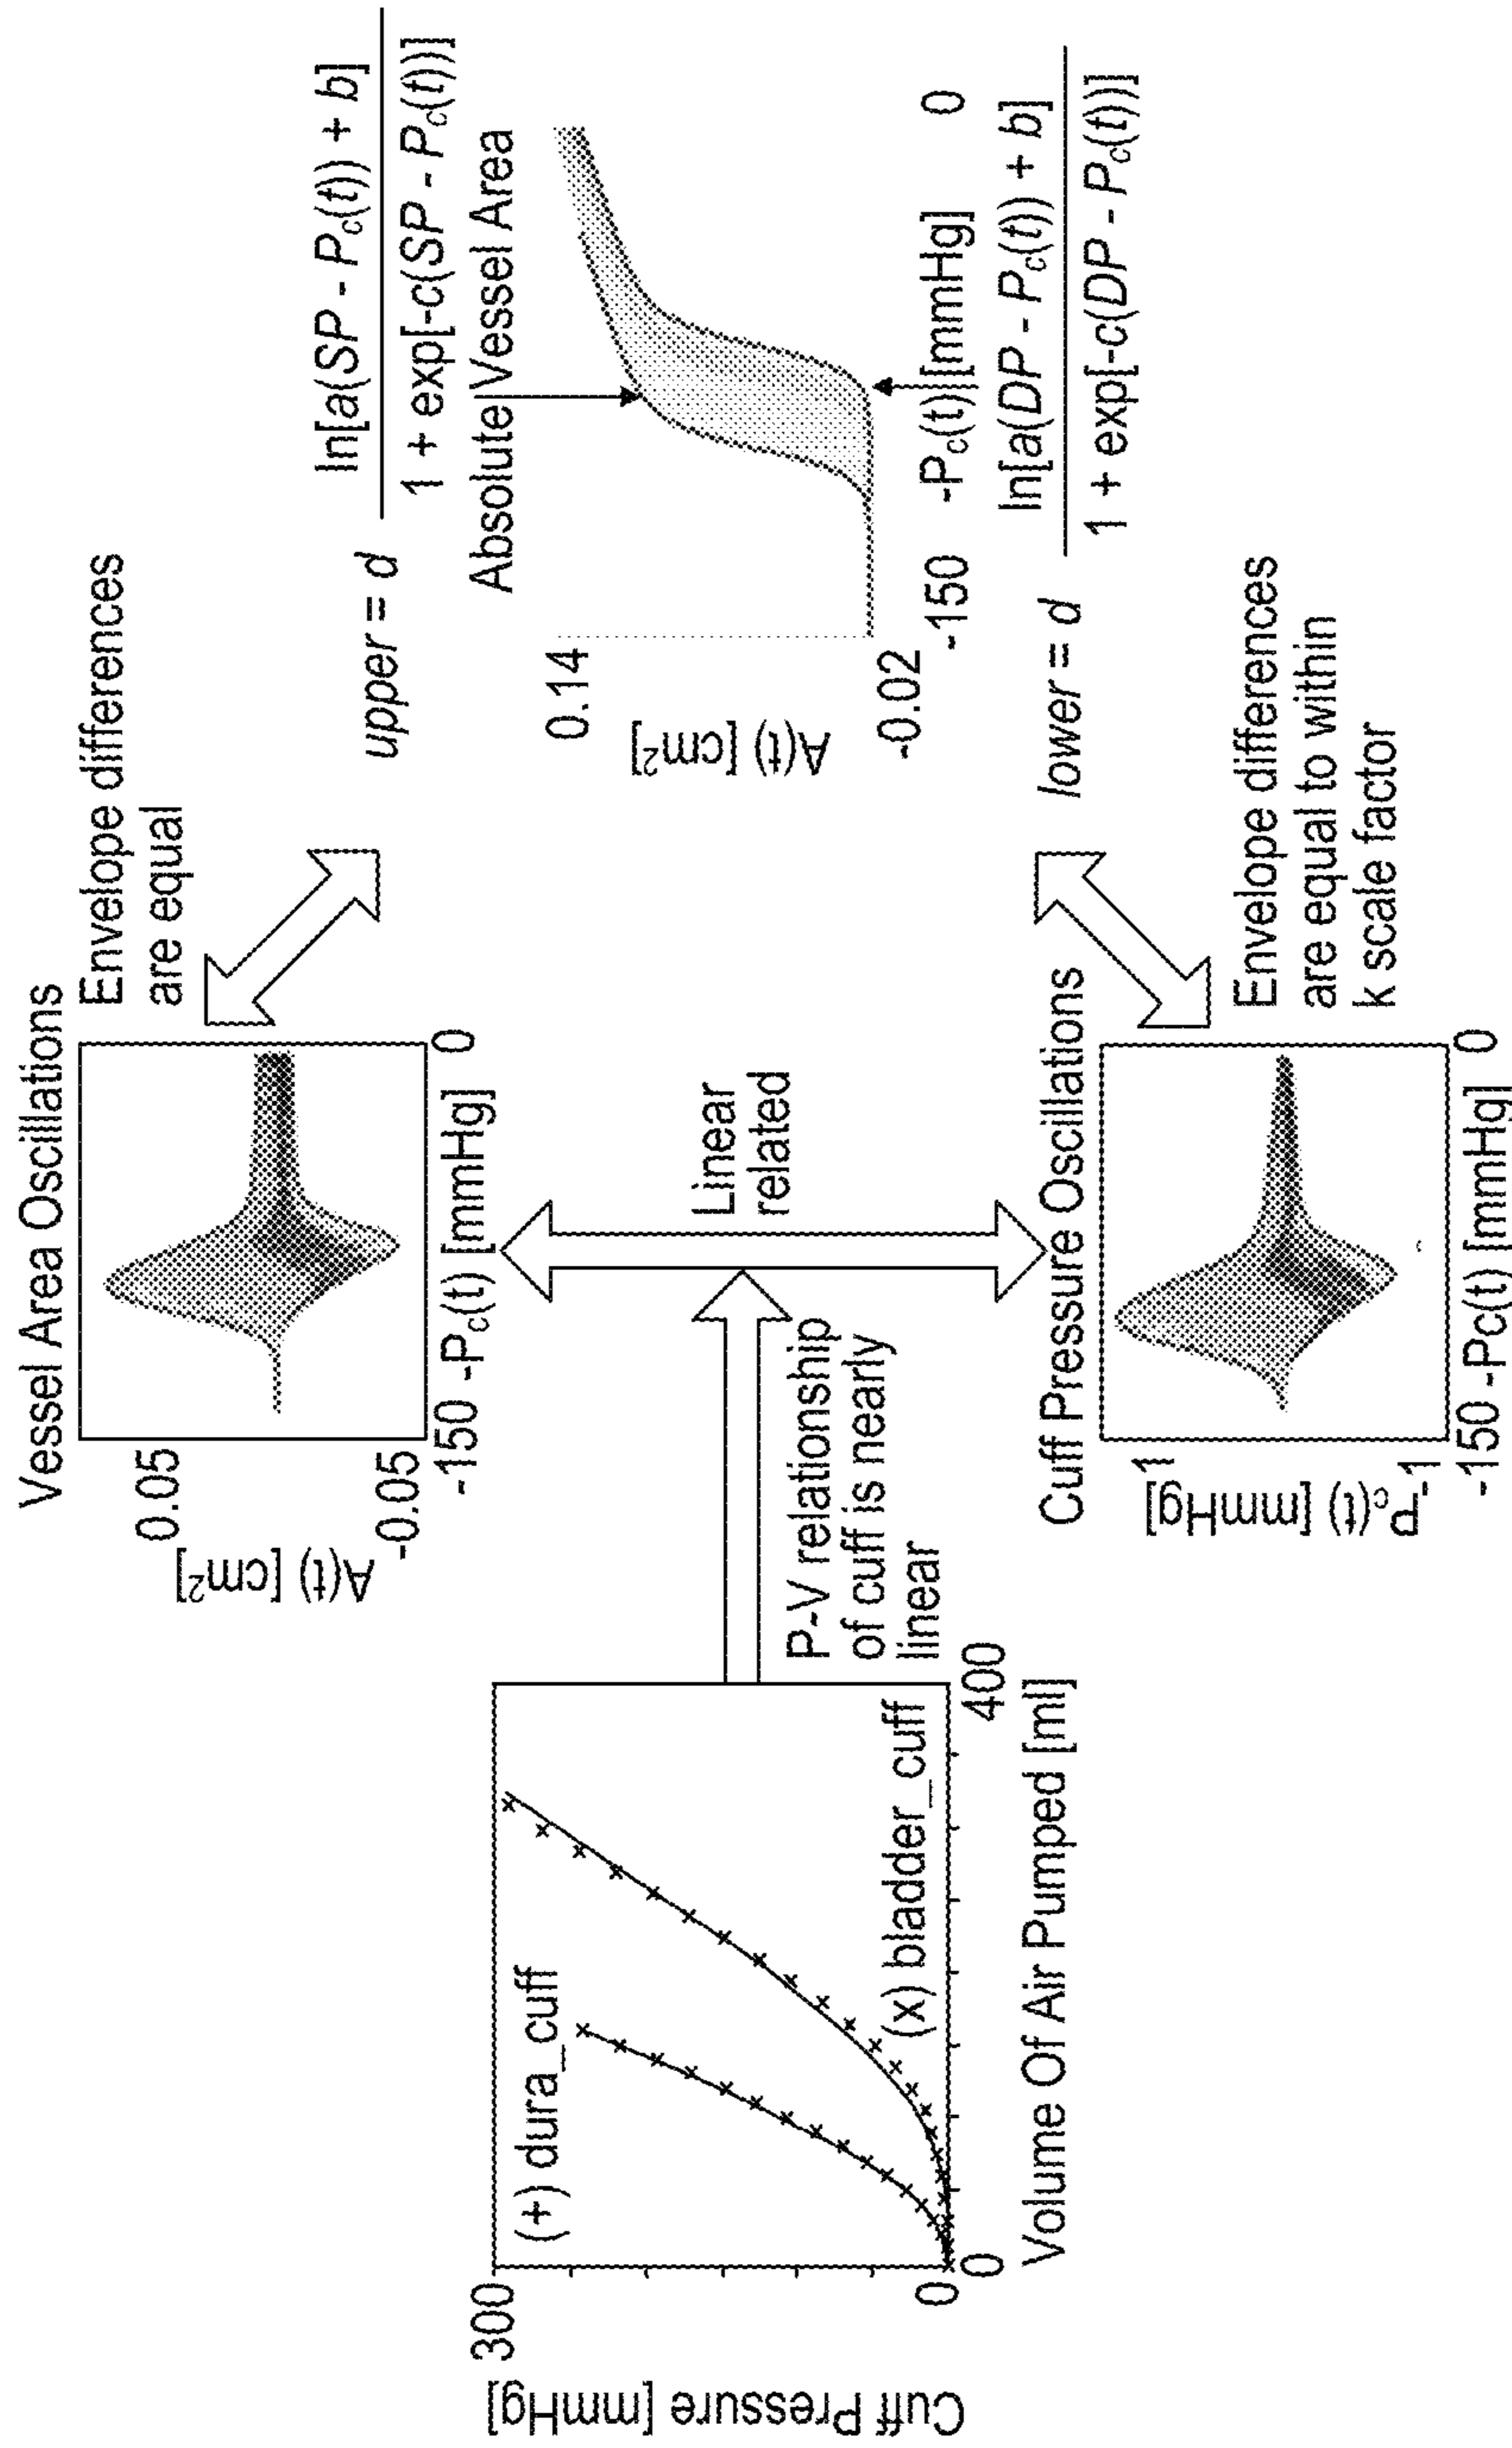 300
0
Cuff Pressure [mmHg]
(+) dura_cuff
(x) bladder_cuff
0
400
Volume Of Air Pumped [ml]
P-V relationship
of cuff is nearly
linear
Vessel Area Oscillations
0.05
-0.05
A(t) [cm²]
-150 -P_c(t) [mmHg] 0
Envelope differences
are equal
Linear
related
Cuff Pressure Oscillations
1
-1
P_c(t) [mmHg]
-150 -Pc(t) [mmHg] 0
Envelope differences
are equal to within
k scale factor
upper = d
ln[a(SP - P_c(t)) + b]
1 + exp[-c(SP - P_c(t))]
Absolute Vessel Area
0.14
-0.02
A(t) [cm²]
-150 -P_c(t) [mmHg] 0
lower = d
ln[a(DP - P_c(t)) + b]
1 + exp[-c(DP - P_c(t))]